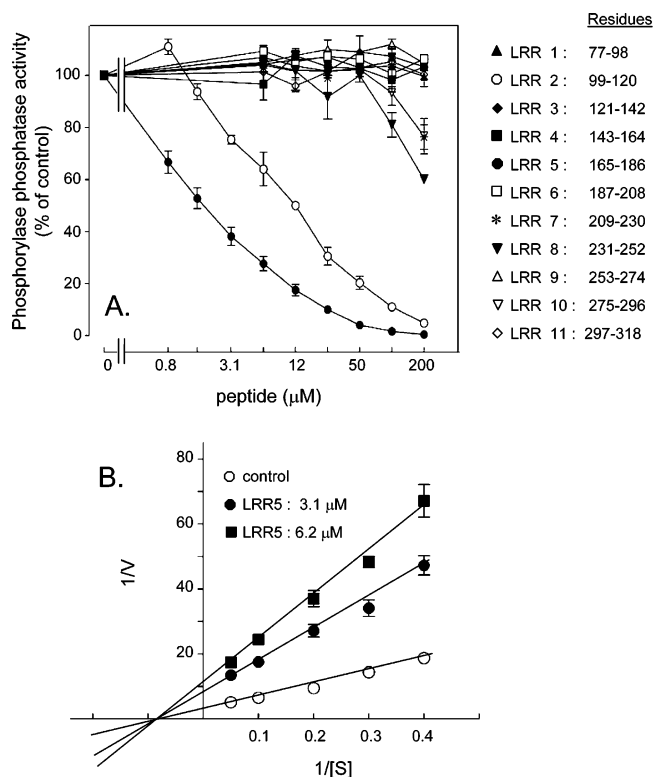 Phosphorylase phosphatase activity
(% of control)
100
80
60
40
20
0
A.
0
0.8
3.1
12
50
200
peptide (μM)
Residues
LRR 1 : 77-98
LRR 2 : 99-120
LRR 3 : 121-142
LRR 4 : 143-164
LRR 5 : 165-186
LRR 6 : 187-208
LRR 7 : 209-230
LRR 8 : 231-252
LRR 9 : 253-274
LRR 10 : 275-296
LRR 11 : 297-318
B.
control
LRR5 : 3.1 μM
LRR5 : 6.2 μM
1/V
80
60
40
20
0.1
0.2
0.3
0.4
1/[S]